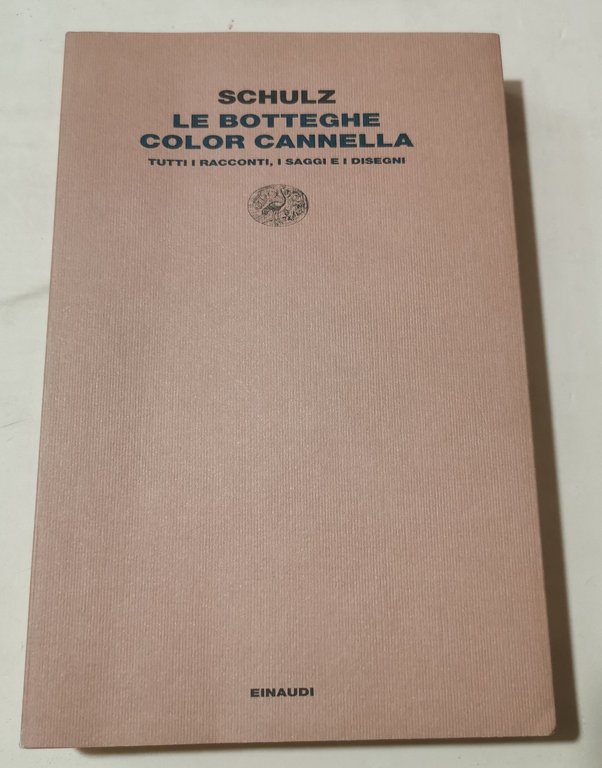 SCHULZ
LE BOTTEGHE
COLOR CANNELLA
TUTTI I RACCONTI, I SAGGI E I DISEGNI
EINAUDI